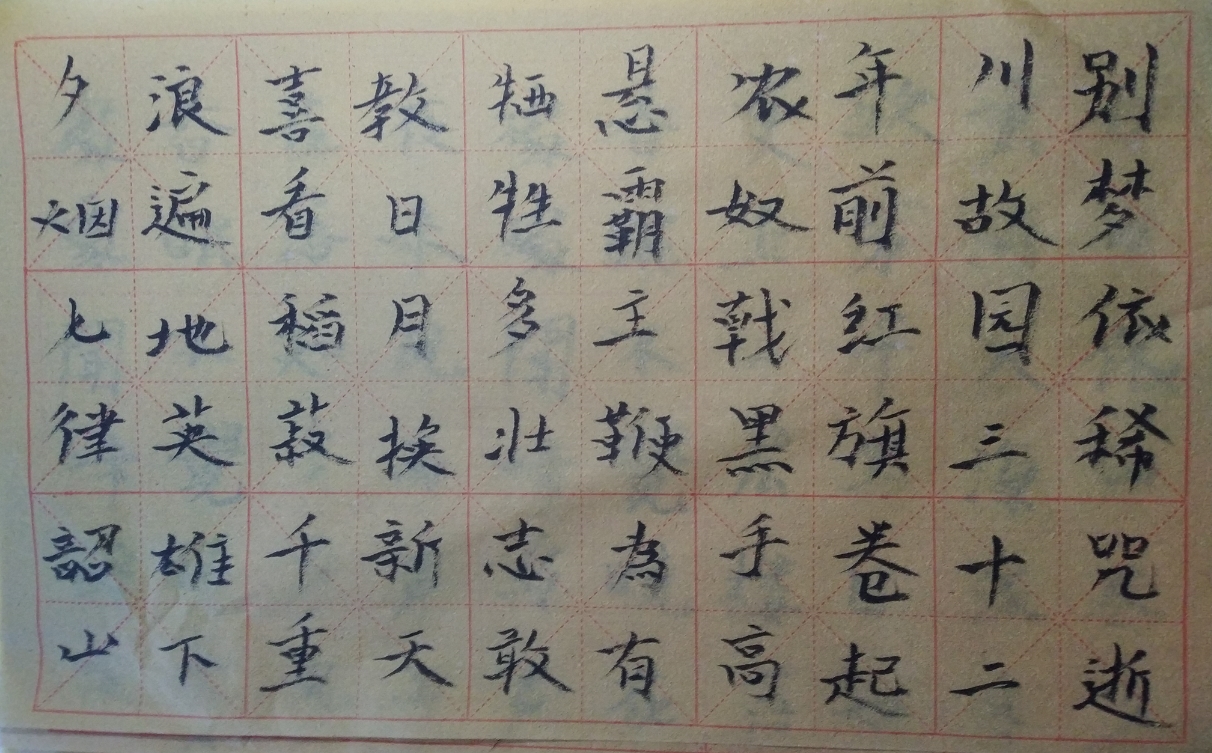 别梦依稀咒逝
川故园三十二
年前红旗卷起
农奴戟黑手高
悬霸主鞭為有
牺牲多壮志敢
教日月换新天
喜看稻菽千重
浪遍地英雄下
夕烟七律韶山